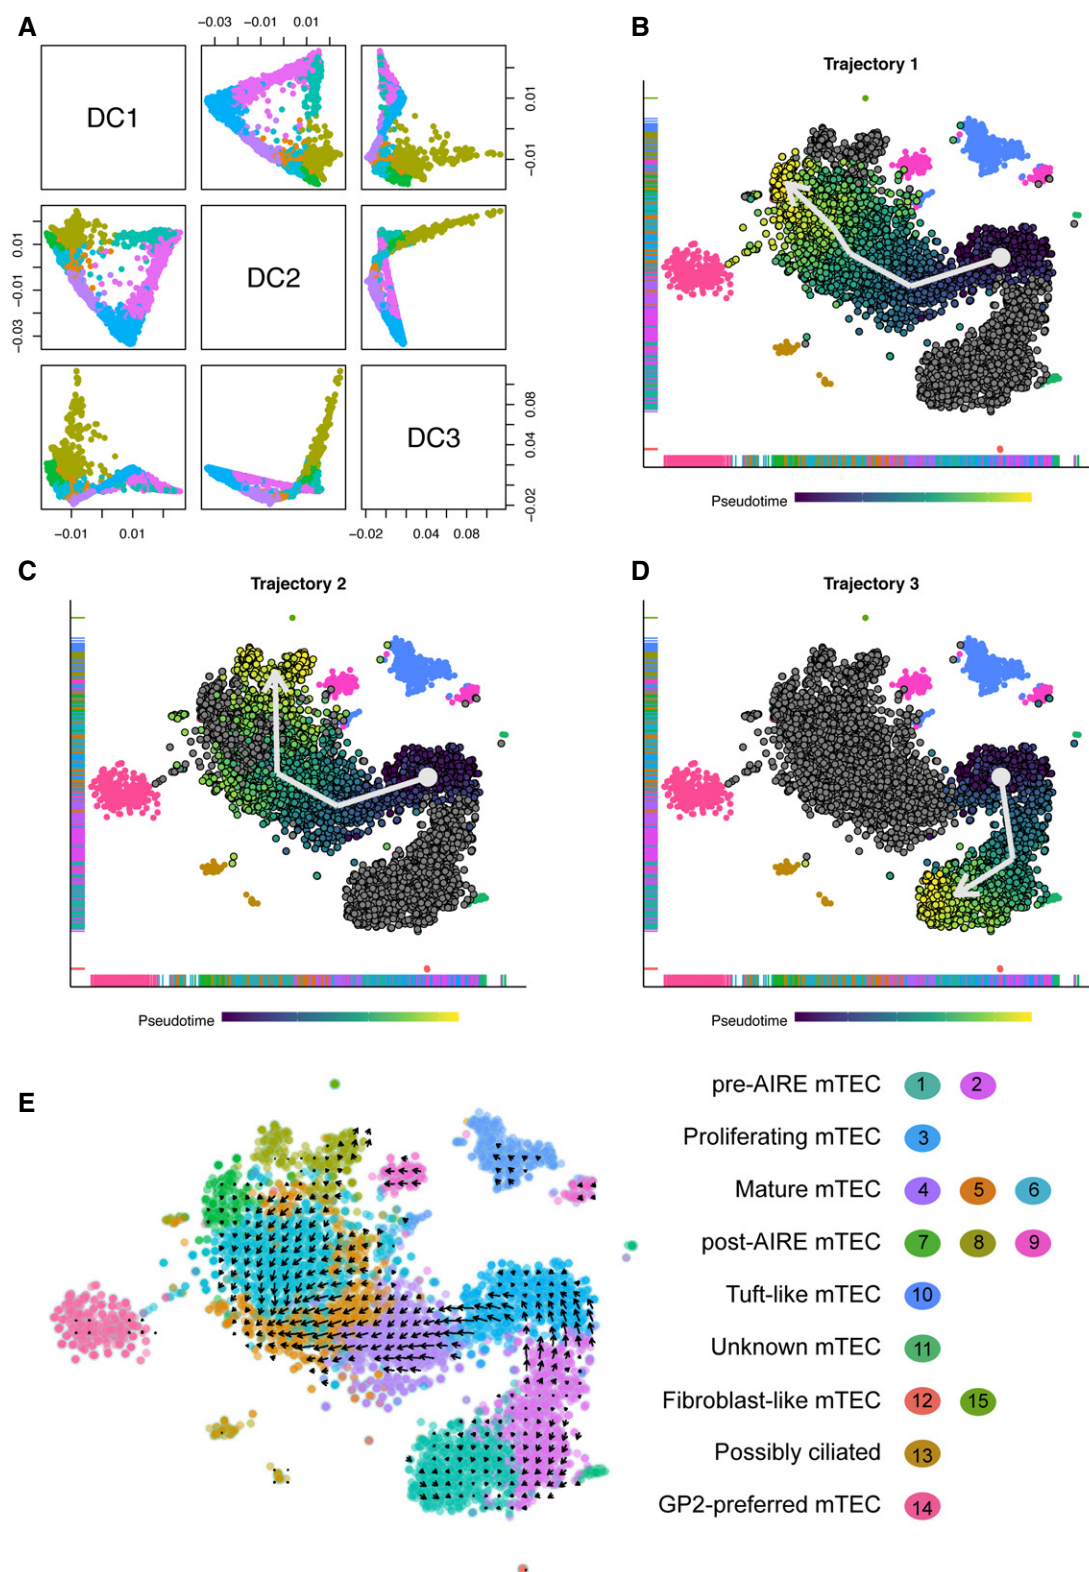 A
B
-0.03 -0.01 0.01
Trajectory 1
DC1
0.01
-0.01
0.01
-0.01
-0.03
DC2
DC3
0.08
0.04
-0.02
-0.01 0.01
-0.02 0.04 0.08
Pseudotime
C
D
Trajectory 2
Trajectory 3
Pseudotime
Pseudotime
E
pre-AIRE mTEC 1 2
Proliferating mTEC 3
Mature mTEC 4 5 6
post-AIRE mTEC 7 8 9
Tuft-like mTEC 10
Unknown mTEC 11
Fibroblast-like mTEC 12 15
Possibly ciliated 13
GP2-preferred mTEC 14